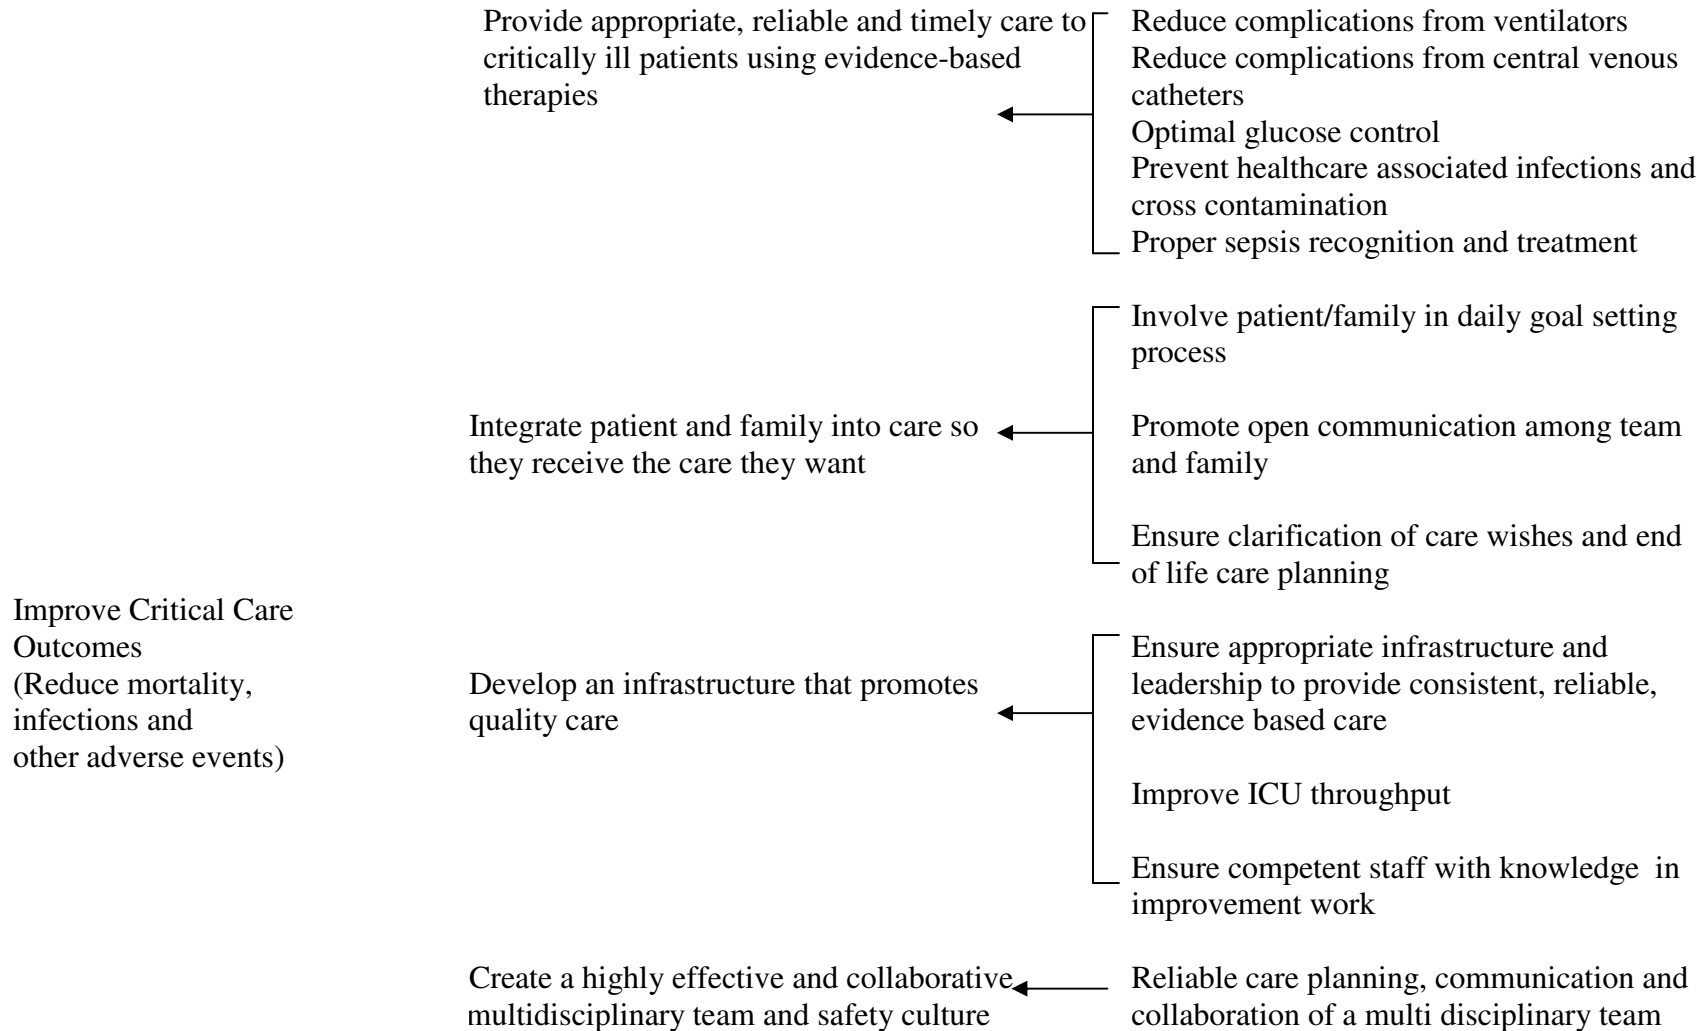 Provide appropriate, reliable and timely care to
critically ill patients using evidence-based
therapies
Reduce complications from ventilators
Reduce complications from central venous
catheters
Optimal glucose control
Prevent healthcare associated infections and
cross contamination
Proper sepsis recognition and treatment
Integrate patient and family into care so
they receive the care they want
Involve patient/family in daily goal setting
process
Promote open communication among team
and family
Ensure clarification of care wishes and end
of life care planning
Improve Critical Care
Outcomes
(Reduce mortality,
infections and
other adverse events)
Develop an infrastructure that promotes
quality care
Ensure appropriate infrastructure and
leadership to provide consistent, reliable,
evidence based care
Improve ICU throughput
Ensure competent staff with knowledge  in
improvement work
Create a highly effective and collaborative
multidisciplinary team and safety culture
Reliable care planning, communication and
collaboration of a multi disciplinary team